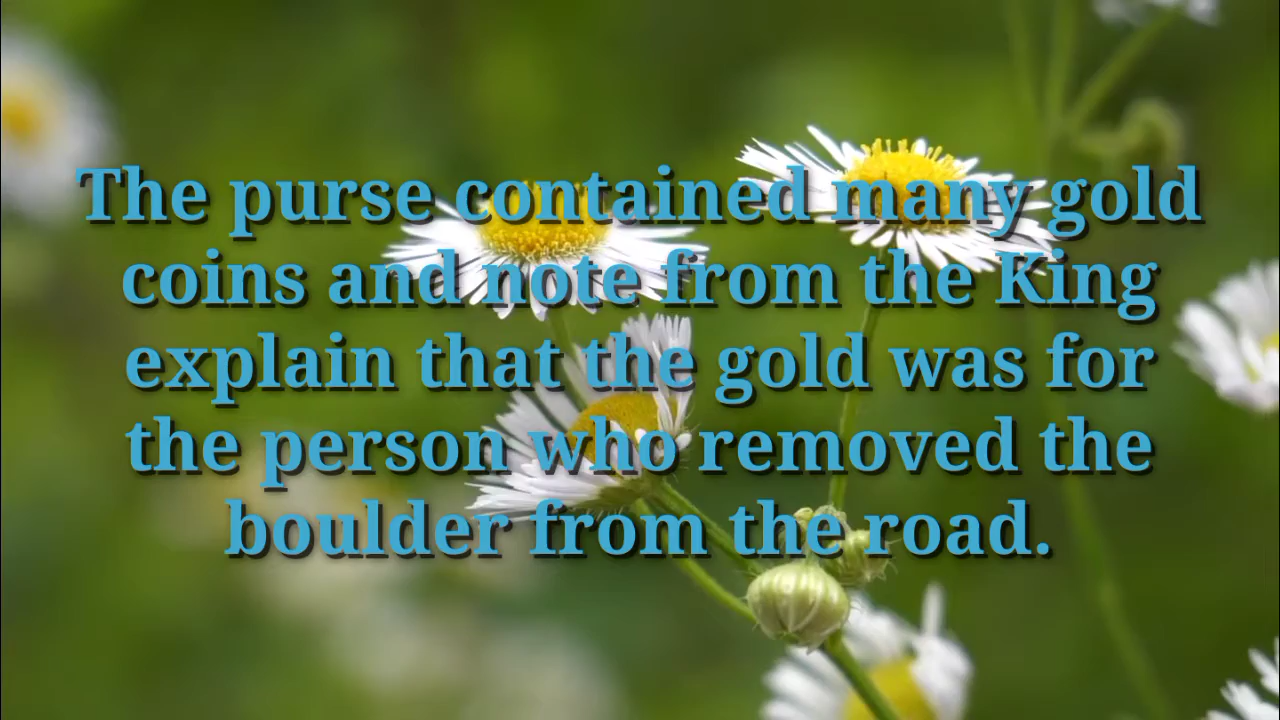 The purse contained many gold
coins and note from the King
explain that the gold was for
the person who removed the
boulder from the road.